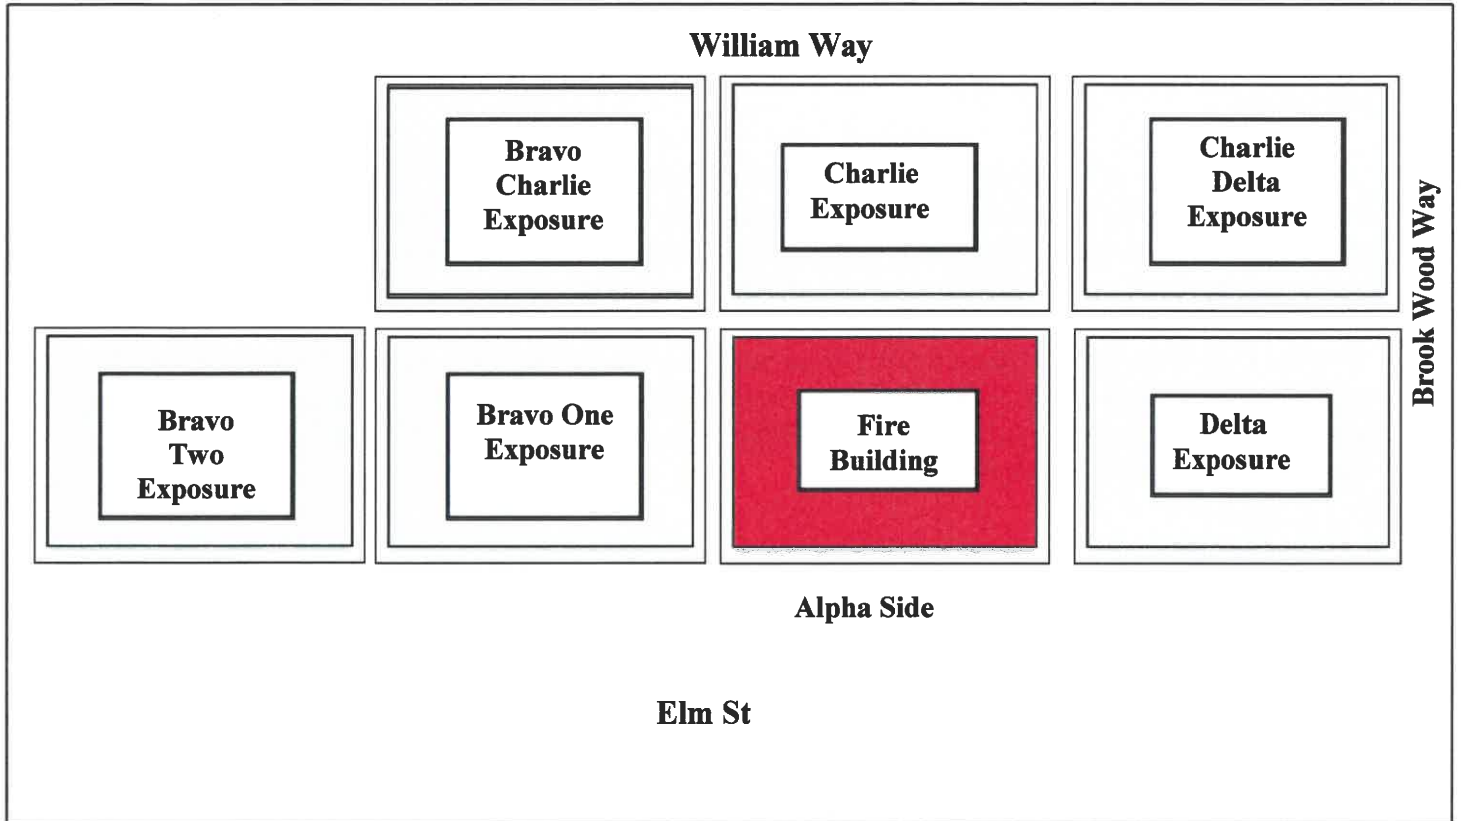 William Way
Bravo
Charlie
Exposure
Charlie
Exposure
Charlie
Delta
Exposure
Brook Wood Way
Bravo
Two
Exposure
Bravo One
Exposure
Fire
Building
Delta
Exposure
Alpha Side
Elm St